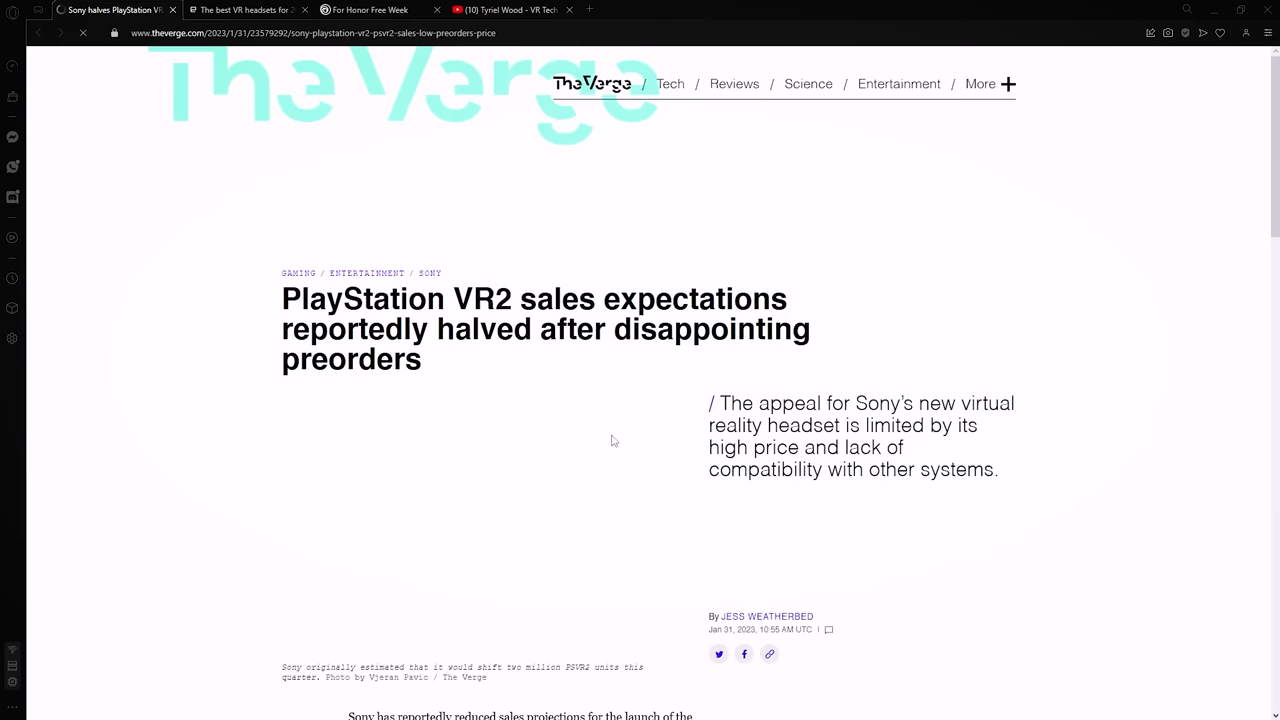 Sony halves PlayStation VR
The best VR headsets for 2
For Honor Free Week
(10) Tyriel Wood - VR Tech
www.theverge.com/2023/1/31/23579292/sony-playstation-vr2-psvr2-sales-low-preorders-price
The Verge
TheVerge / Tech / Reviews / Science / Entertainment / More
GAMING / ENTERTAINMENT / SONY
PlayStation VR2 sales expectations
reportedly halved after disappointing
preorders
/ The appeal for Sony’s new virtual
reality headset is limited by its
high price and lack of
compatibility with other systems.
By JESS WEATHERBED
Jan 31, 2023, 10:55 AM UTC |
Sony originally estimated that it would shift two million PSVR2 units this
quarter. Photo by Vjeran Pavic / The Verge
Sony has reportedly reduced sales projections for the launch of the